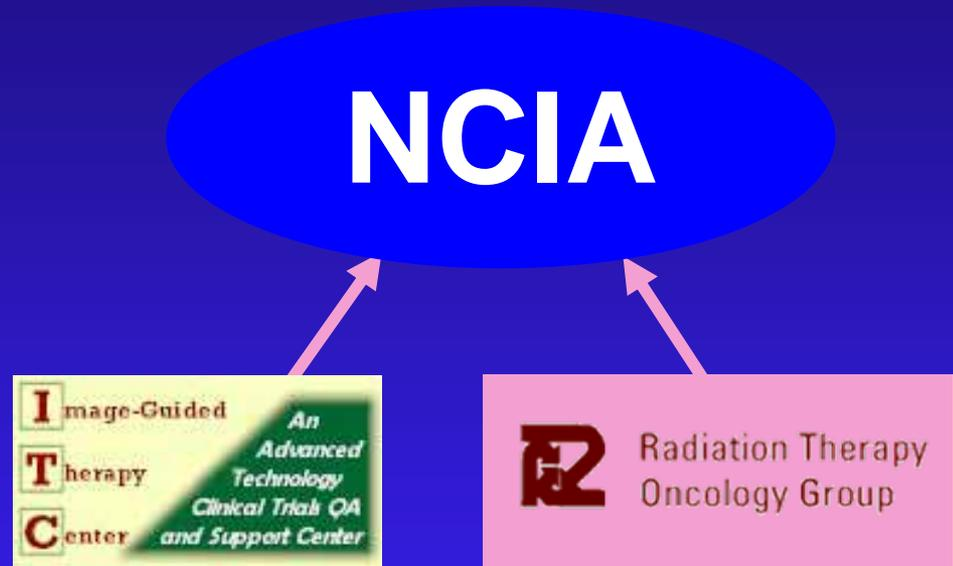 NCIA
Image-Guided
Therapy
Center
An
Advanced
Technology
Clinical Trials QA
and Support Center
Radiation Therapy
Oncology Group